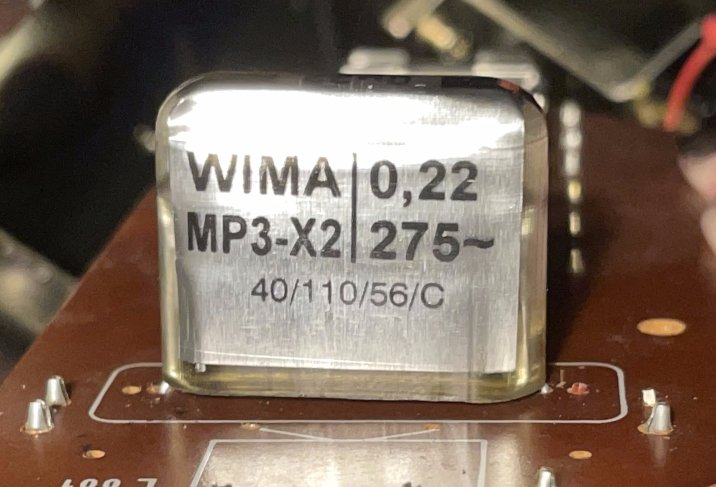 WIMA | 0,22
MP3-X2 | 275~
40/110/56/C